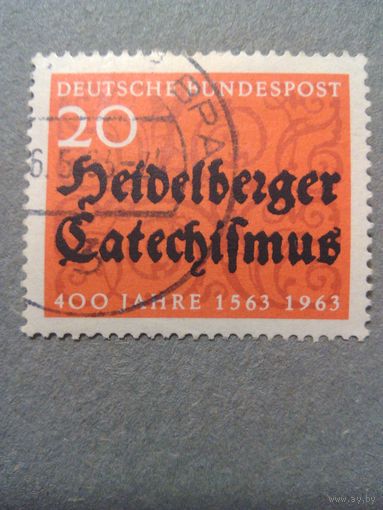 DEUTSCHE BUNDESPOST
20
Heidelberger
Catechiſmus
400 JAHRE 1563 1963
www.ay.by